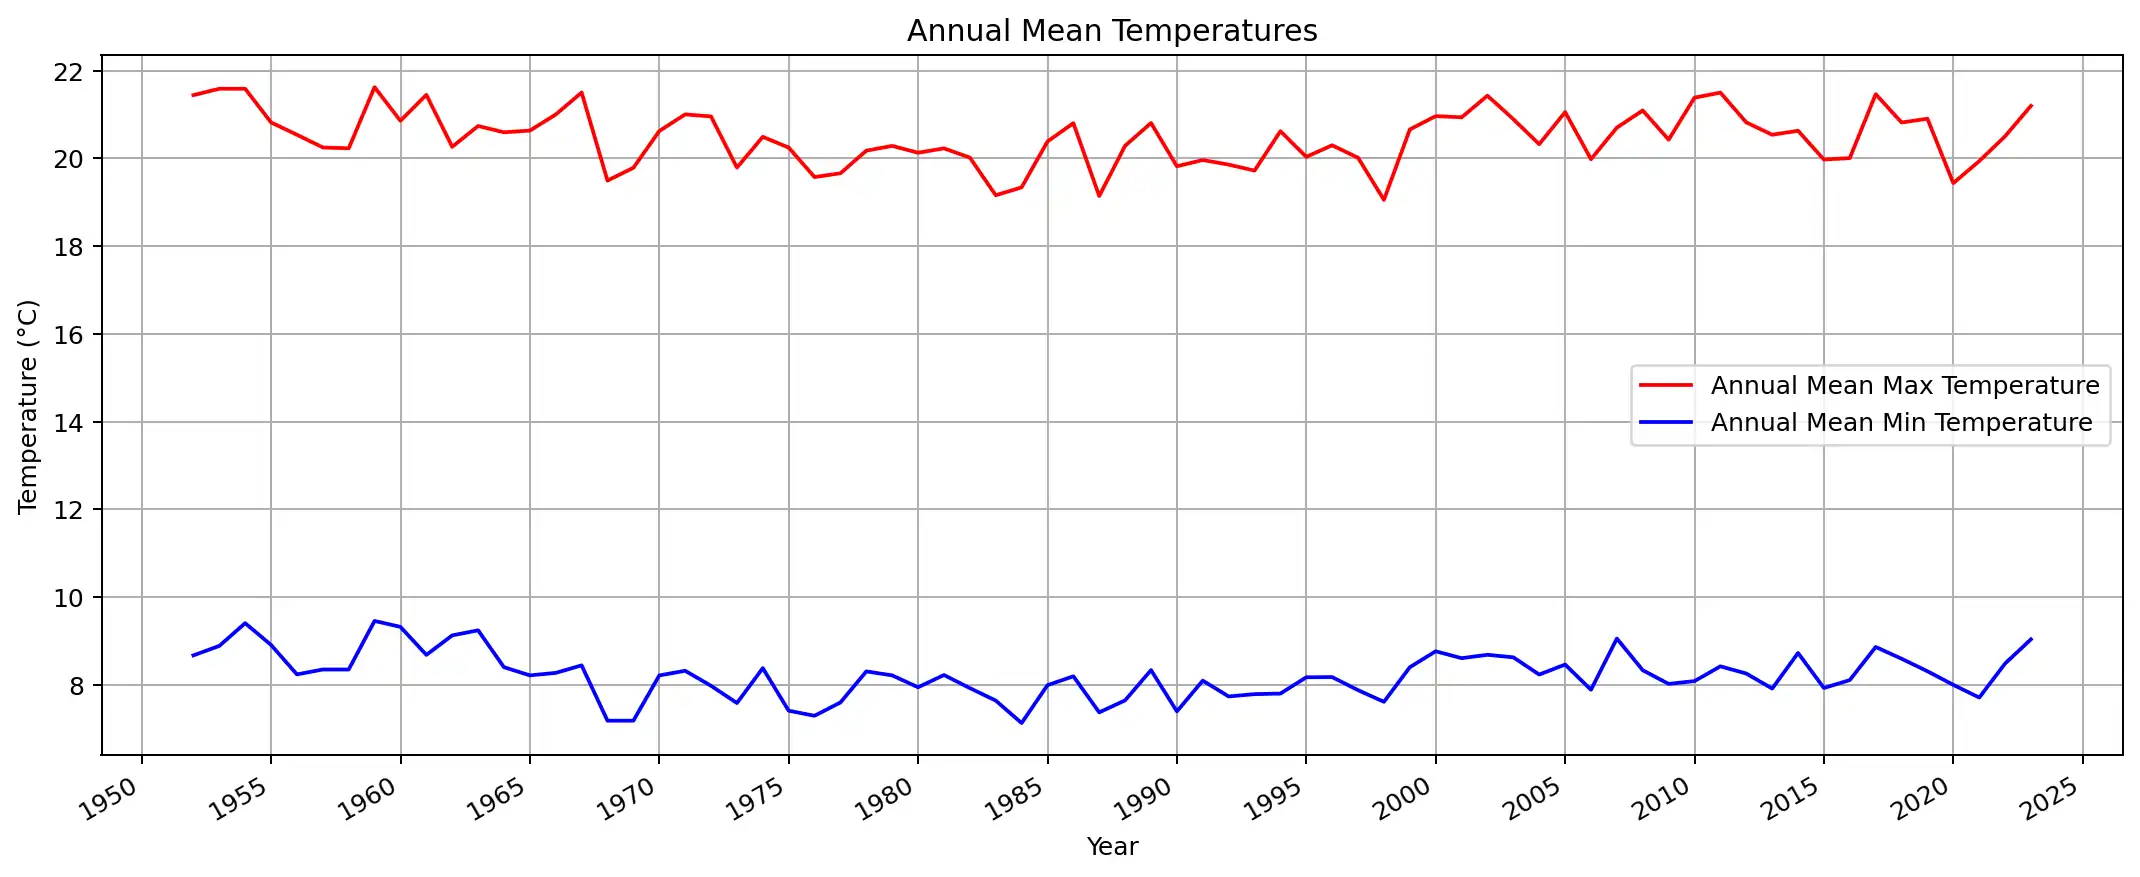 Annual Mean Temperatures
22
20
18
16
14
12
10
8
Temperature (°C)
Annual Mean Max Temperature
Annual Mean Min Temperature
1950 1955 1960 1965 1970 1975 1980 1985 1990 1995 2000 2005 2010 2015 2020 2025
Year